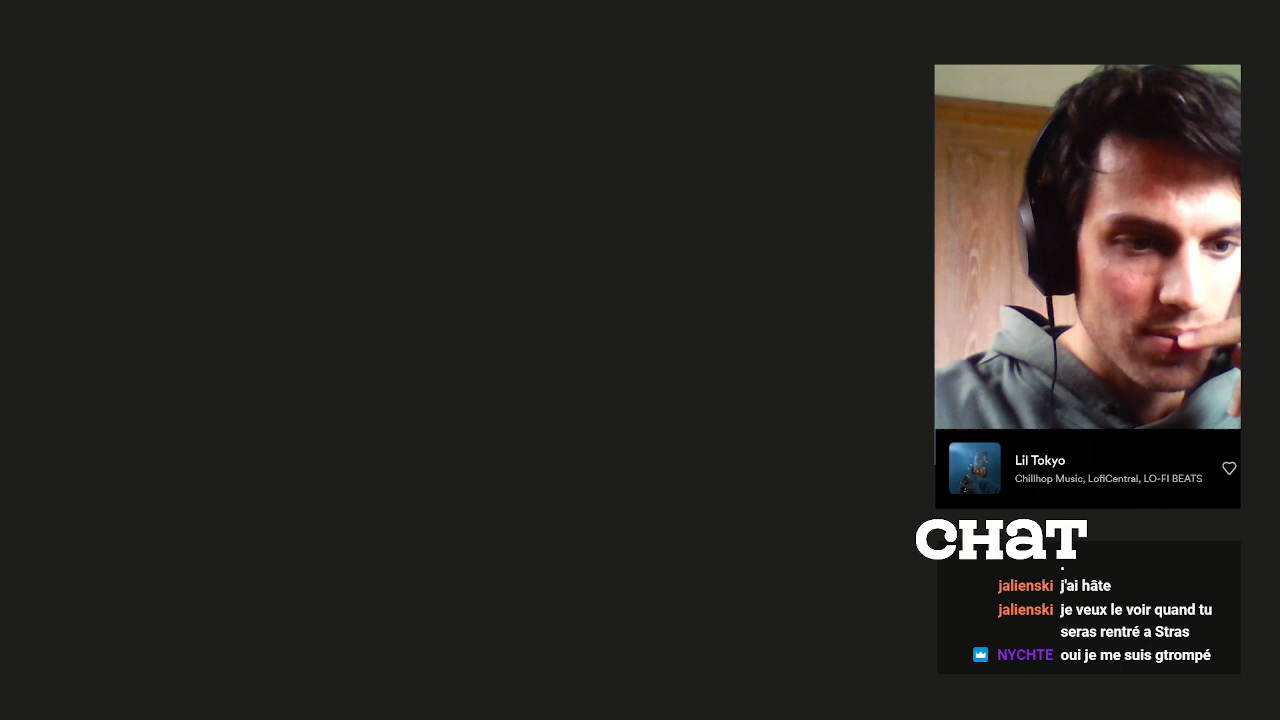 Lil Tokyo
Chillhop Music, LofiCentral, LO-FI BEATS
CHaT
.
jalienski j'ai hâte
jalienski je veux le voir quand tu
seras rentré a Stras
NYCHTE oui je me suis gtrompé